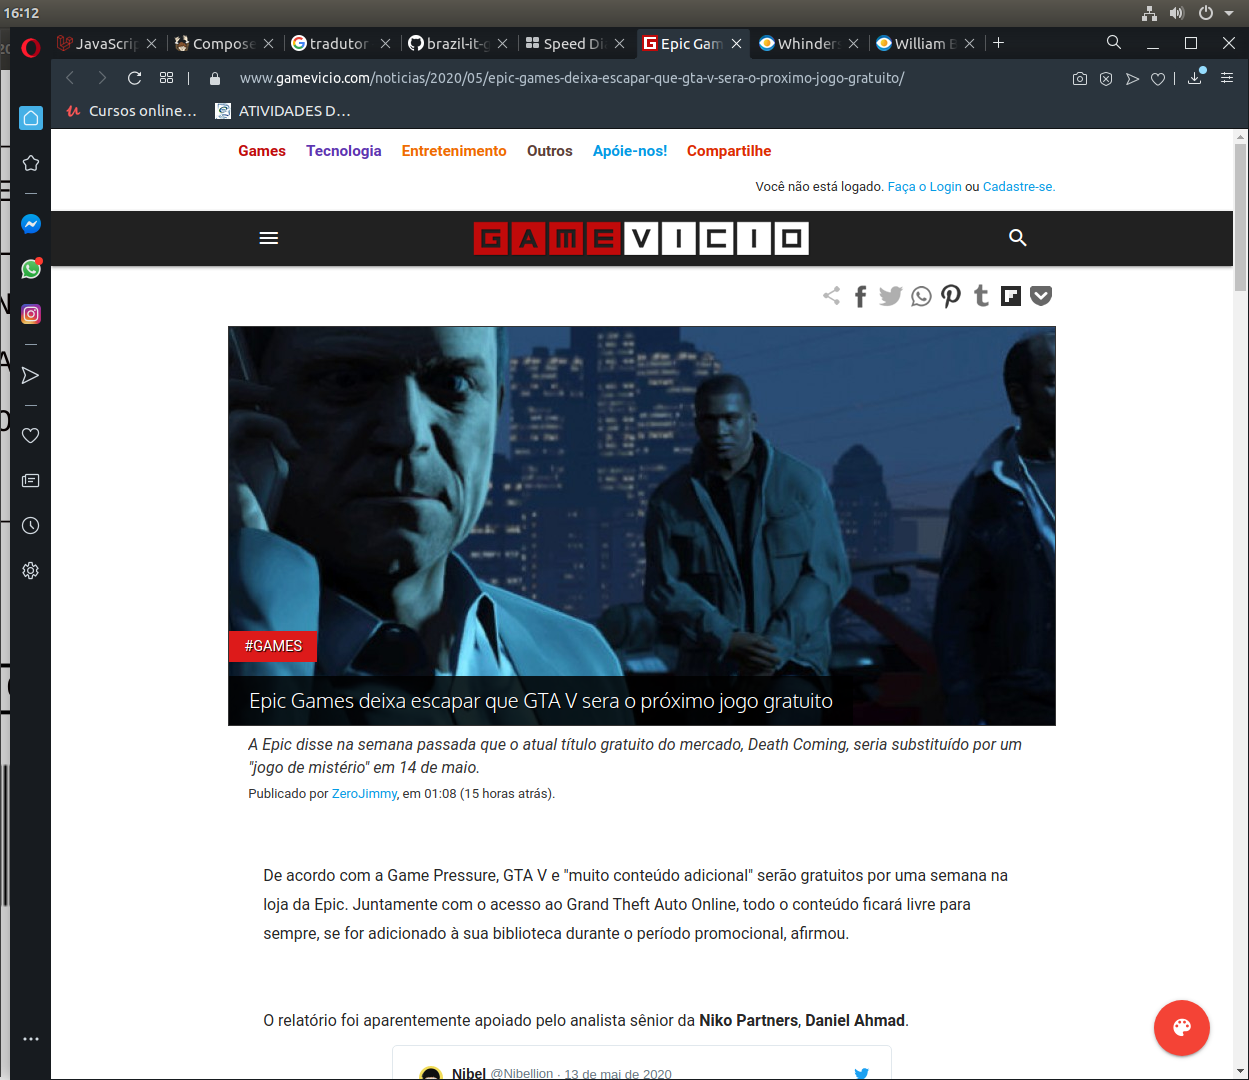 16:12
JavaScrip
Compose
tradutor
brazil-it-g
Speed Di
Epic Gam
Whinders
William B
www.gamevicio.com/noticias/2020/05/epic-games-deixa-escapar-que-gta-v-sera-o-proximo-jogo-gratuito/
Cursos online...
ATIVIDADES D...
Games Tecnologia Entretenimento Outros Apóie-nos! Compartilhe
Você não está logado. Faça o Login ou Cadastre-se.
GAMEVICIO
#GAMES
Epic Games deixa escapar que GTA V sera o próximo jogo gratuito
A Epic disse na semana passada que o atual título gratuito do mercado, Death Coming, seria substituído por um
"jogo de mistério" em 14 de maio.
Publicado por ZeroJimmy, em 01:08 (15 horas atrás).
De acordo com a Game Pressure, GTA V e "muito conteúdo adicional" serão gratuitos por uma semana na
loja da Epic. Juntamente com o acesso ao Grand Theft Auto Online, todo o conteúdo ficará livre para
sempre, se for adicionado à sua biblioteca durante o período promocional, afirmou.
O relatório foi aparentemente apoiado pelo analista sênior da Niko Partners, Daniel Ahmad.
Nibel @Nibellion · 13 de mai de 2020